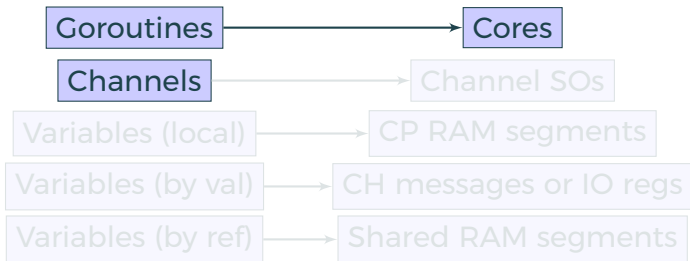 Goroutines Cores
Channels Channel SOs
Variables (local) CP RAM segments
Variables (by val) CH messages or IO regs
Variables (by ref) Shared RAM segments